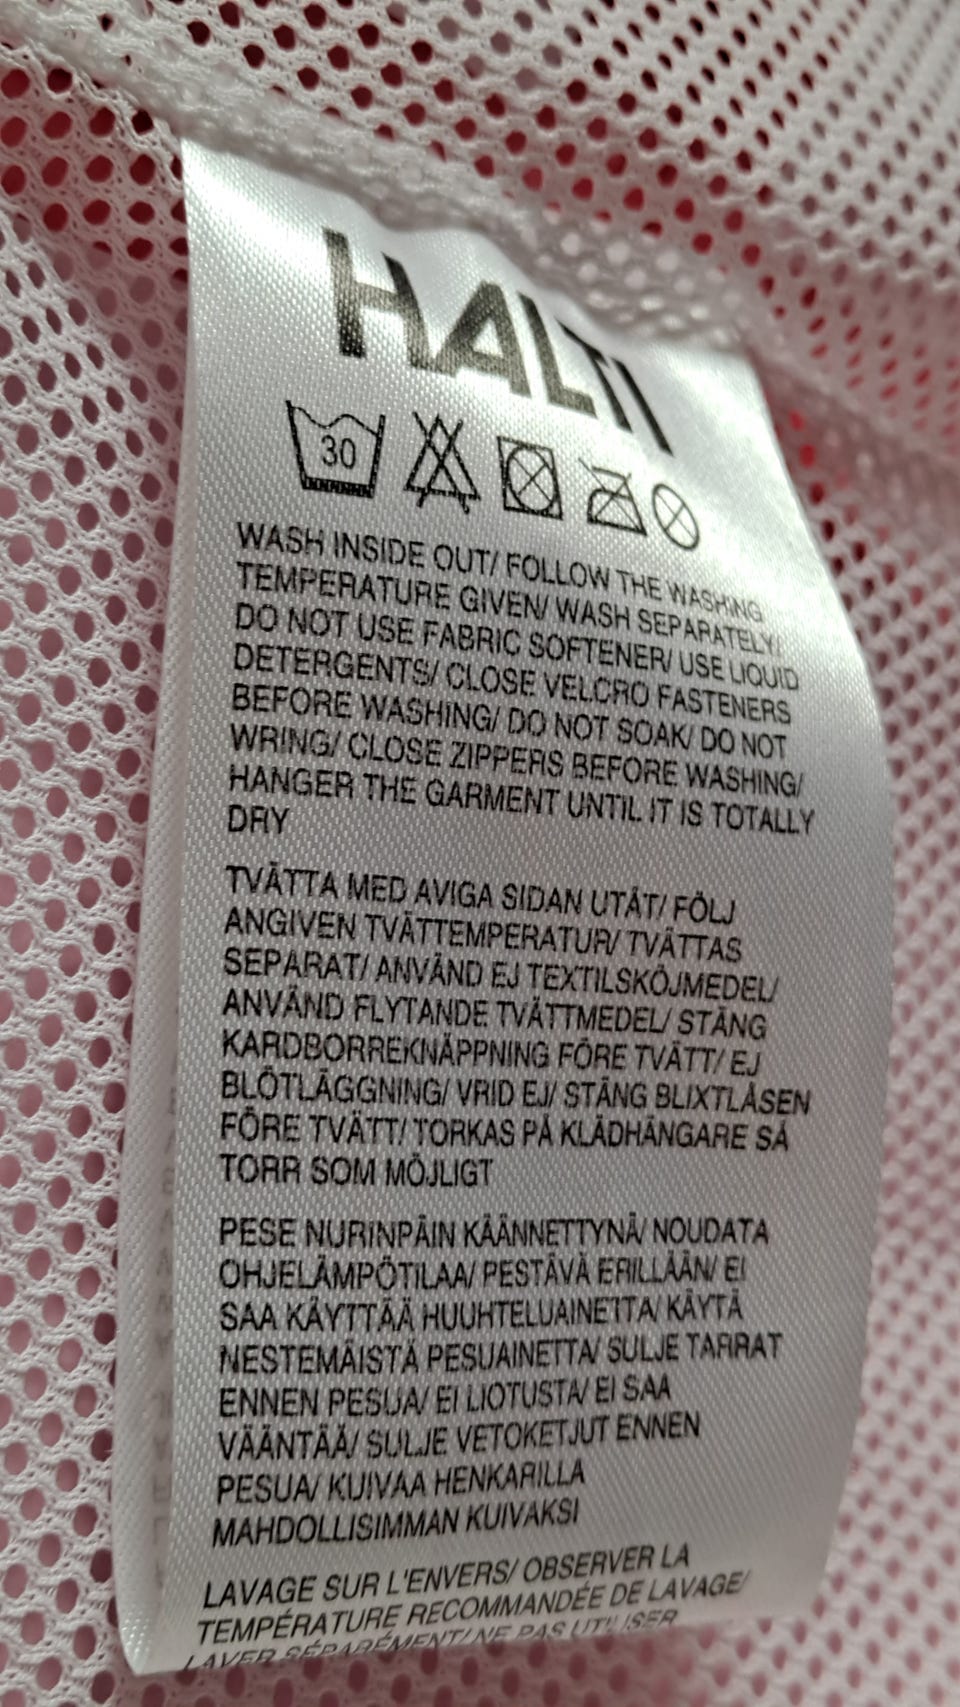 HALTI
30
WASH INSIDE OUT/ FOLLOW THE WASHING
TEMPERATURE GIVEN/ WASH SEPARATELY/
DO NOT USE FABRIC SOFTENER/ USE LIQUID
DETERGENTS/ CLOSE VELCRO FASTENERS
BEFORE WASHING/ DO NOT SOAK/ DO NOT
WRING/ CLOSE ZIPPERS BEFORE WASHING/
HANGER THE GARMENT UNTIL IT IS TOTALLY
DRY
TVÄTTA MED AVIGA SIDAN UTÅT/ FÖLJ
ANGIVEN TVÄTTEMPERATUR/ TVÄTTAS
SEPARAT/ ANVÄND EJ TEXTILSKÖJMEDEL/
ANVÄND FLYTANDE TVÄTTMEDEL/ STÄNG
KARDBORREKNÄPPNING FÖRE TVÄTT/ EJ
BLÖTLÄGGNING/ VRID EJ/ STÄNG BLIXTLÅSEN
FÖRE TVÄTT/ TORKAS PÅ KLÄDHÄNGARE SÅ
TORR SOM MÖJLIGT
PESE NURINPÄIN KÄÄNNETTYNÄ/ NOUDATA
OHJELÄMPÖTILAA/ PESTÄVÄ ERILLÄÄN/ EI
SAA KÄYTTÄÄ HUUHTELUAINETTA/ KÄYTÄ
NESTEMÄISTÄ PESUAINETTA/ SULJE TARRAT
ENNEN PESUA/ EI LIOTUSTA/ EI SAA
VÄÄNTÄÄ/ SULJE VETOKETJUT ENNEN
PESUA/ KUIVAA HENKARILLA
MAHDOLLISIMMAN KUIVAKSI
LAVAGE SUR L'ENVERS/ OBSERVER LA
TEMPÉRATURE RECOMMANDÉE DE LAVAGE/
LAVER SÉPARÉMENT/ NE PAS UTILISER